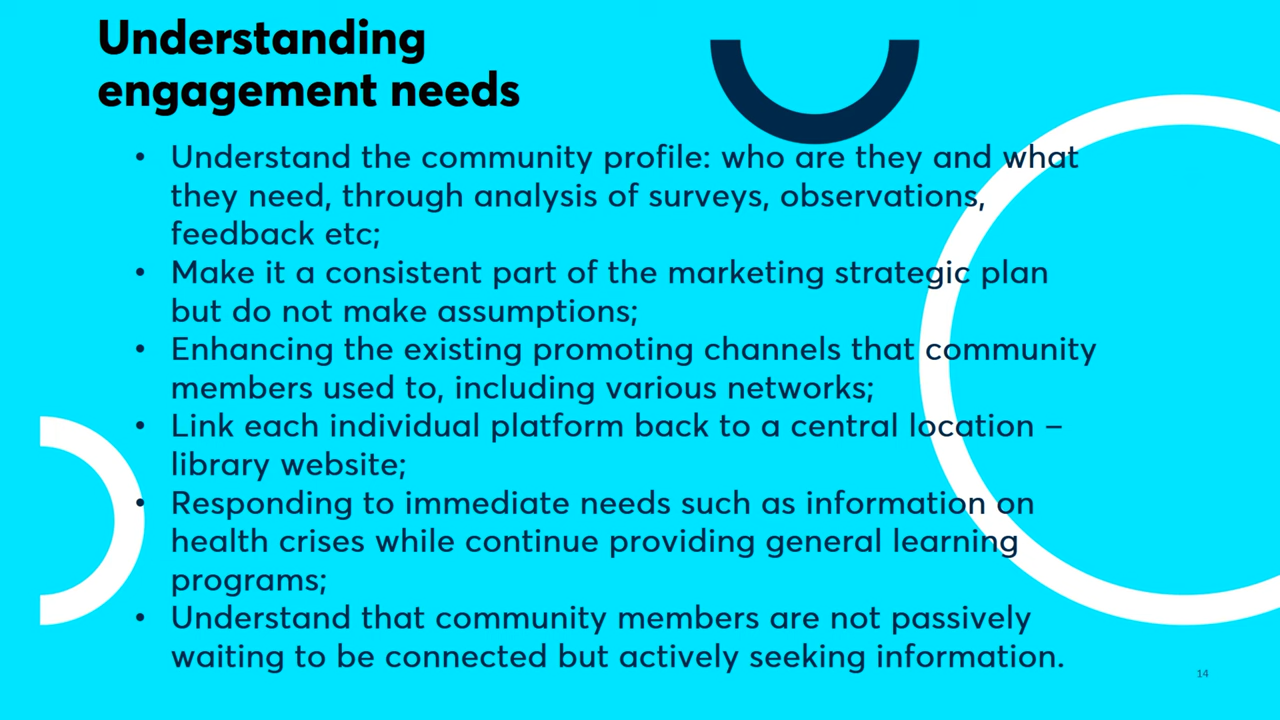 Understanding
engagement needs
• Understand the community profile: who are they and what
they need, through analysis of surveys, observations,
feedback etc;
• Make it a consistent part of the marketing strategic plan
but do not make assumptions;
• Enhancing the existing promoting channels that community
members used to, including various networks;
• Link each individual platform back to a central location –
library website;
• Responding to immediate needs such as information on
health crises while continue providing general learning
programs;
• Understand that community members are not passively
waiting to be connected but actively seeking information.
14